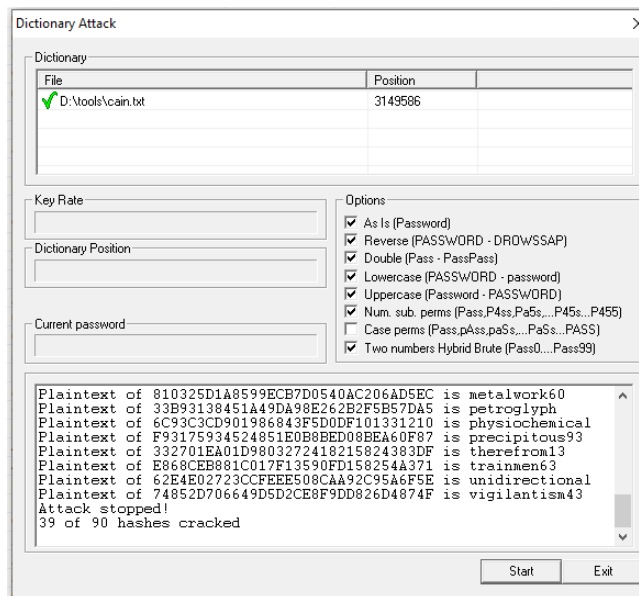 Dictionary Attack
Dictionary
File Position
D:\tools\cain.txt 3149586
Key Rate
Dictionary Position
Current password
Options
As Is (Password)
Reverse (PASSWORD - DROWSSAP)
Double (Pass - PassPass)
Lowercase (PASSWORD - password)
Uppercase (Password - PASSWORD)
Num. sub. perms (Pass,P4ss,Pa5s,...P45s...P455)
Case perms (Pass,pAss,paSs,...PaSs...PASS)
Two numbers Hybrid Brute (Pass0....Pass99)
Plaintext of 810325D1A8599ECB7D0540AC206AD5EC is metalwork60
Plaintext of 33B93138451A49DA98E262B2F5B57DA5 is petroglyph
Plaintext of 6C93C3CD901986843F5D0DF101331210 is physiochemical
Plaintext of F93175934524851E0B8BED08BEA60F87 is precipitous93
Plaintext of 332701EA01D9803272418215824383DF is therefrom13
Plaintext of E868CEB881C017F13590FD158254A371 is trainmen63
Plaintext of 62E4E02723CCFEEE508CAA92C95A6F5E is unidirectional
Plaintext of 74852D706649D5D2CE8F9DD826D4874F is vigilantism43
Attack stopped!
39 of 90 hashes cracked
Start Exit